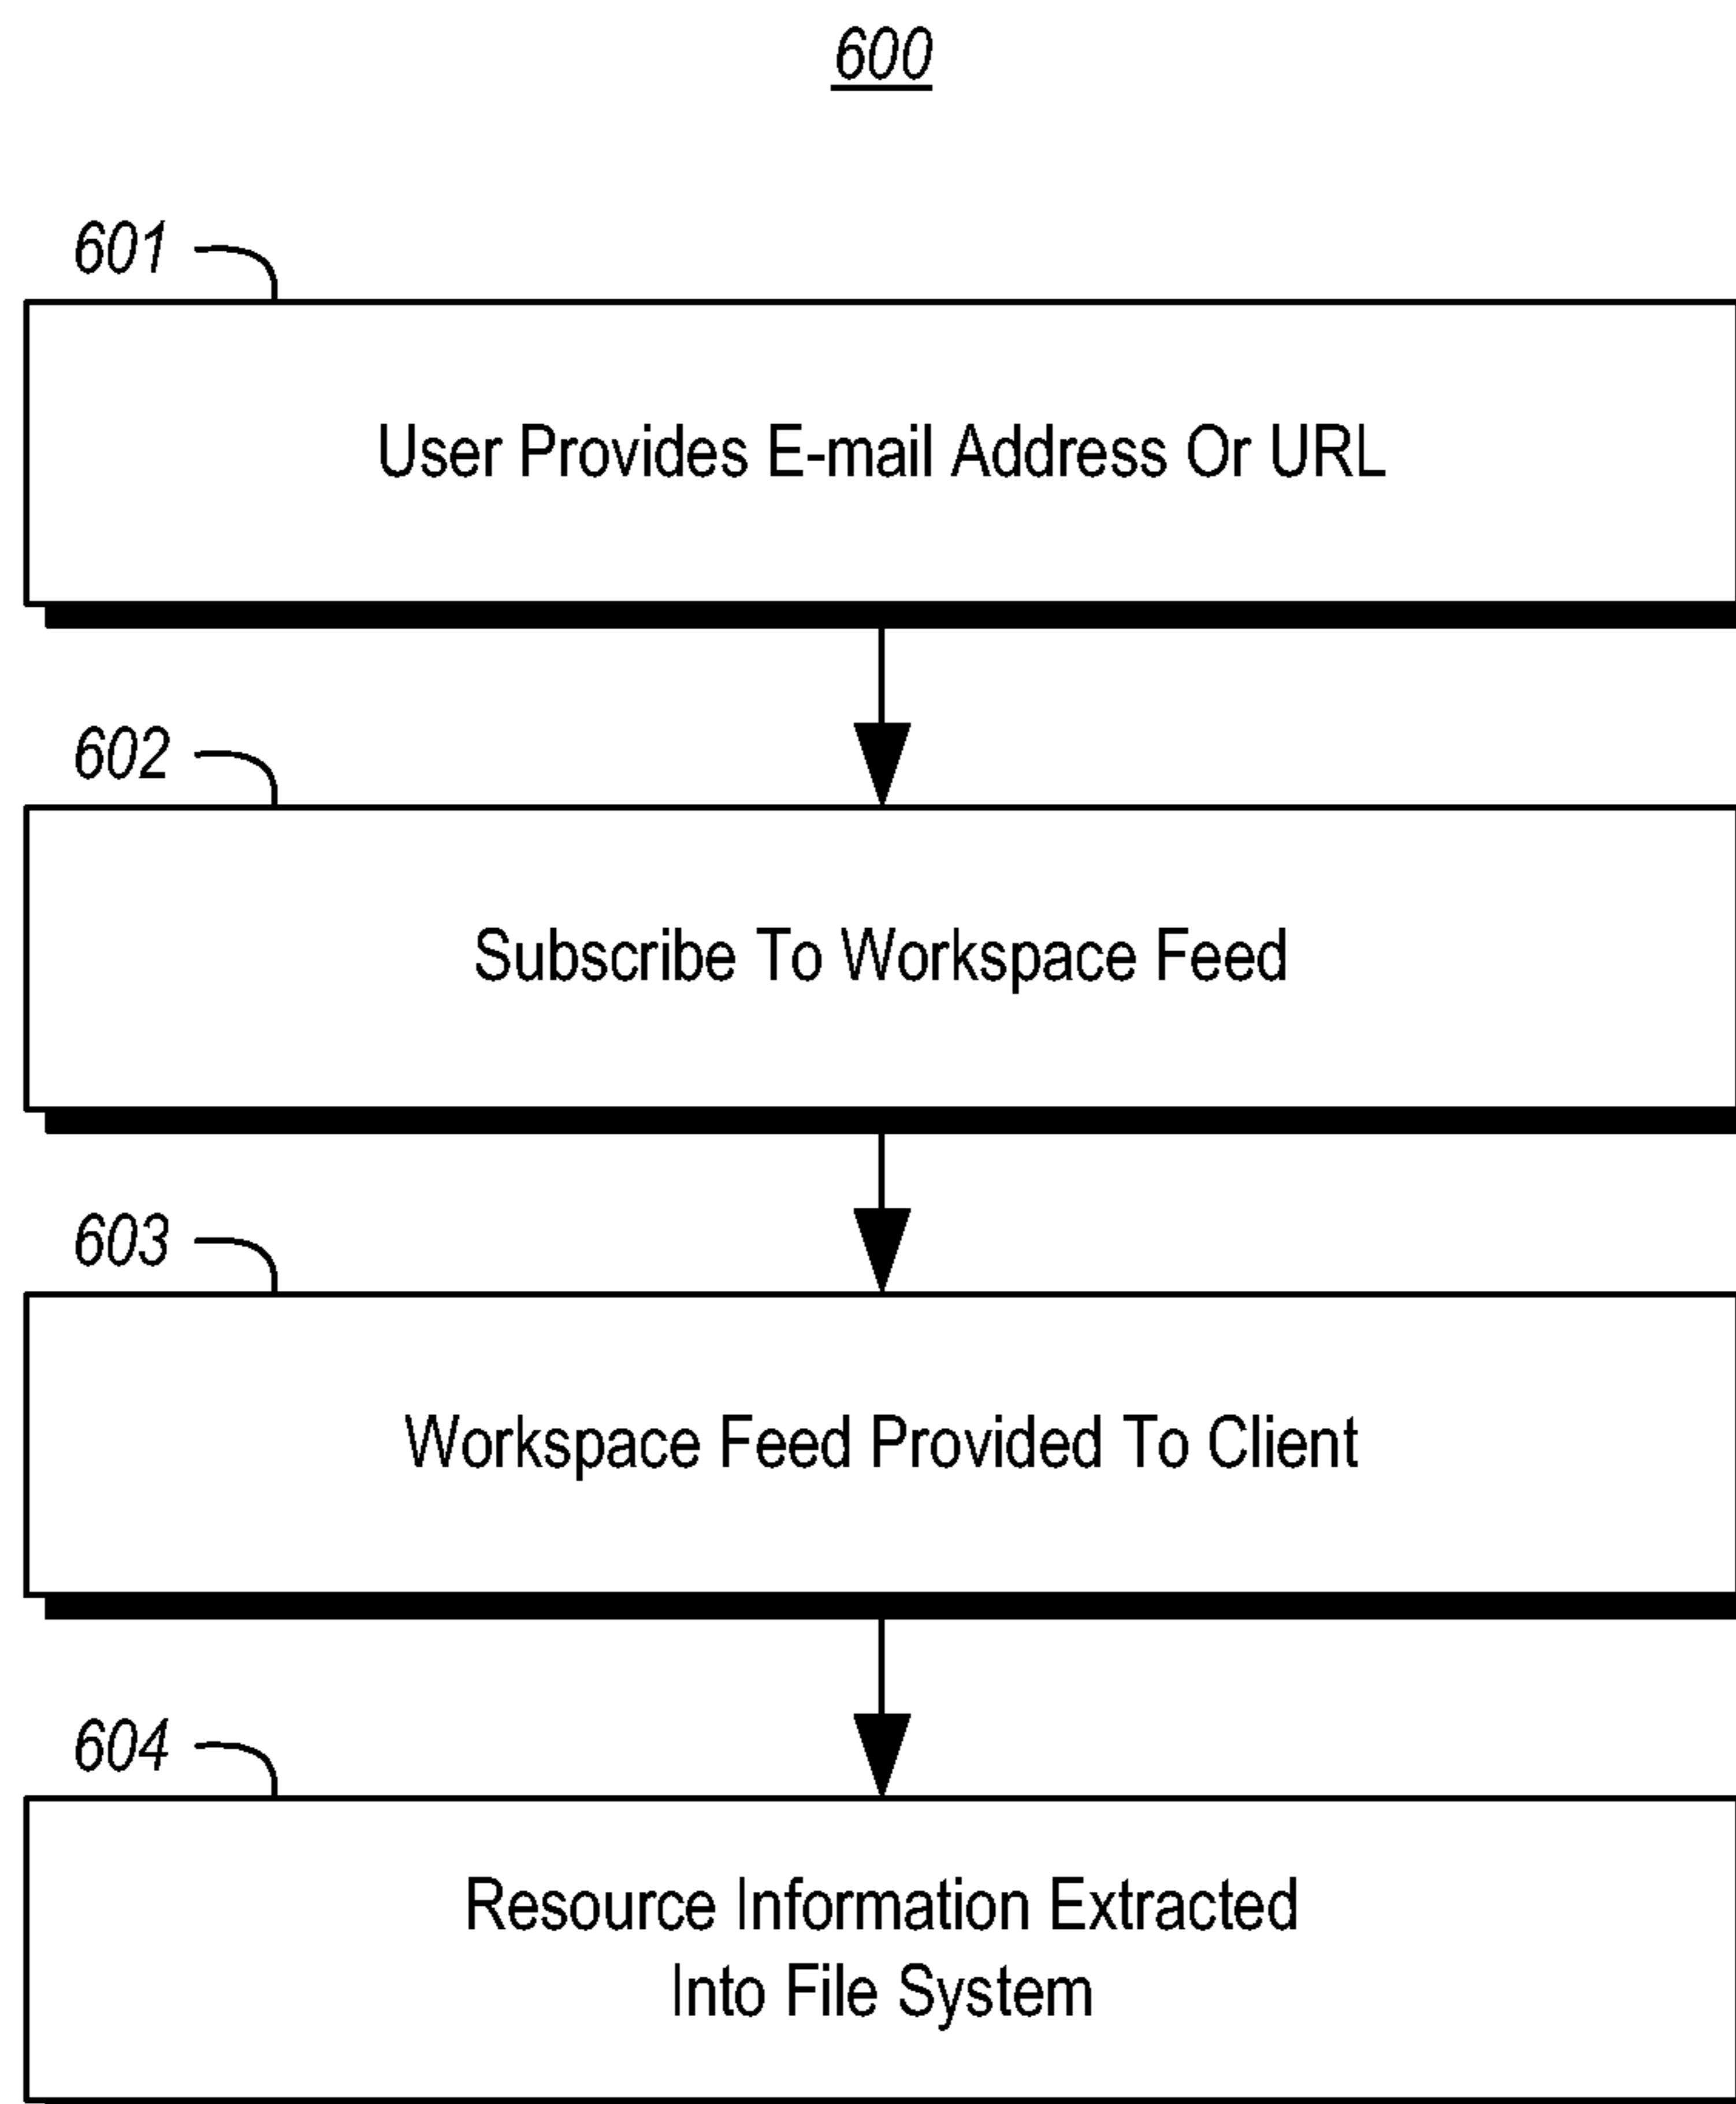 600
601
User Provides E-mail Address Or URL
602
Subscribe To Workspace Feed
603
Workspace Feed Provided To Client
604
Resource Information Extracted
Into File System